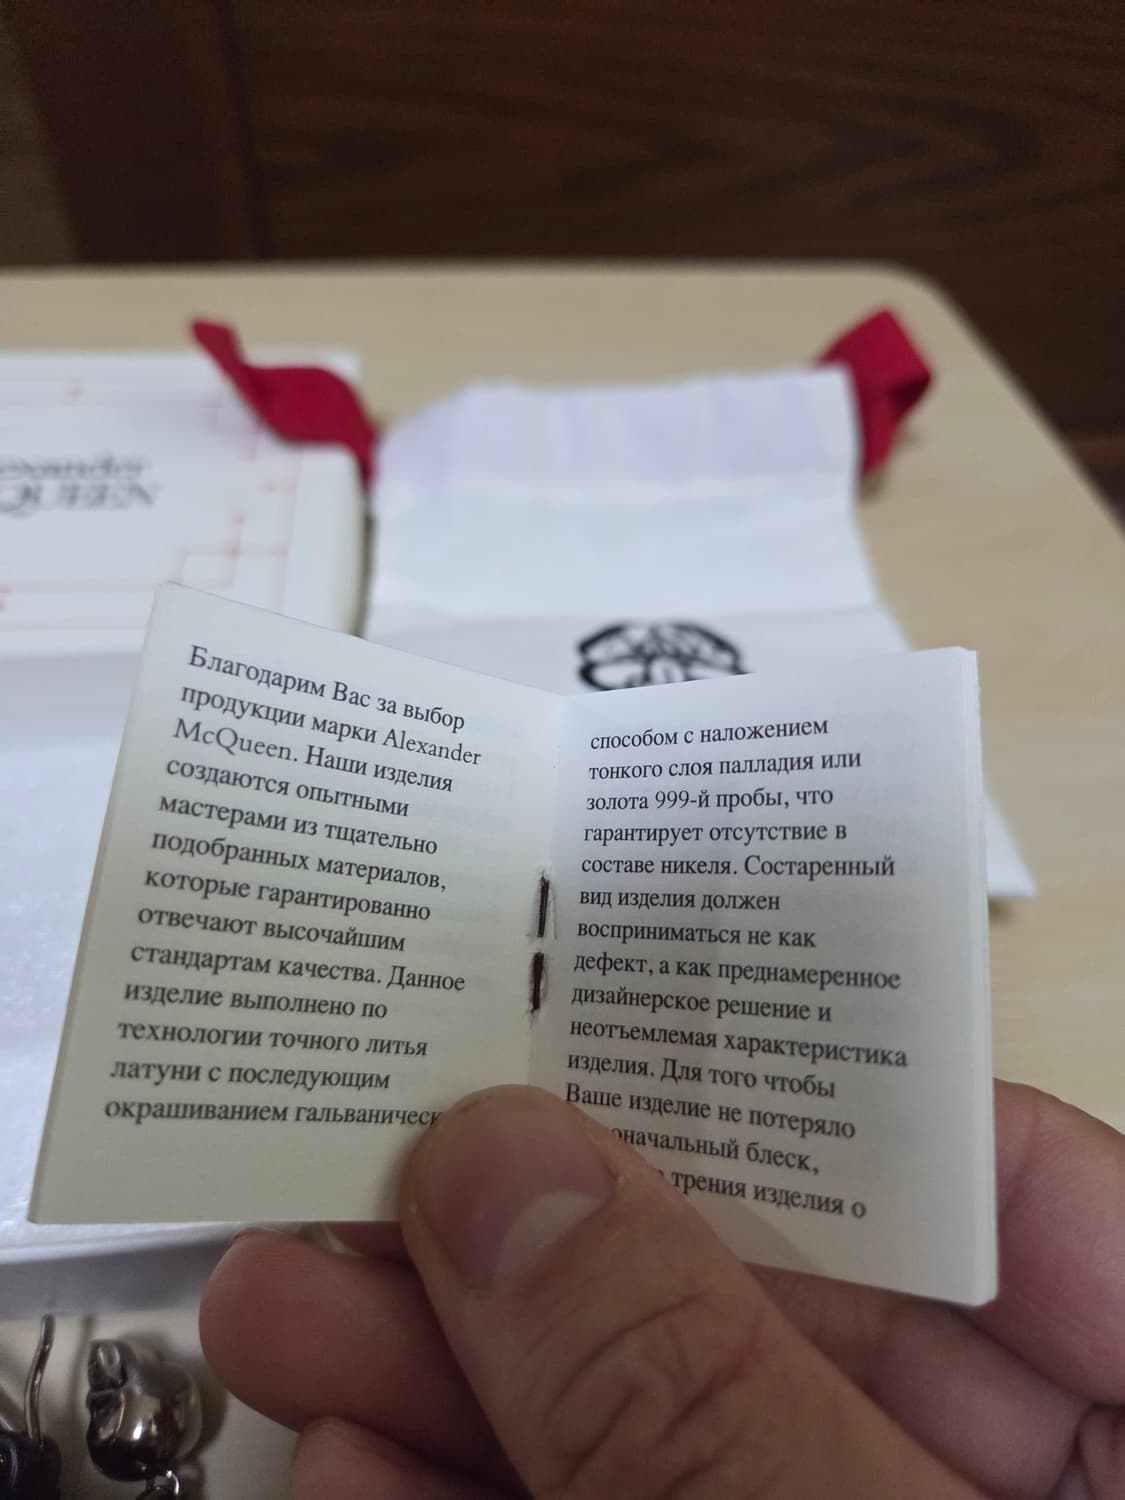 exander
QUEEN
Благодарим Вас за выбор
продукции марки Alexander
McQueen. Наши изделия
создаются опытными
мастерами из тщательно
подобранных материалов,
которые гарантированно
отвечают высочайшим
стандартам качества. Данное
изделие выполнено по
технологии точного литья
латуни с последующим
окрашиванием гальваническ
способом с наложением
тонкого слоя палладия или
золота 999-й пробы, что
гарантирует отсутствие в
составе никеля. Состаренный
вид изделия должен
восприниматься не как
дефект, а как преднамеренное
дизайнерское решение и
неотъемлемая характеристика
изделия. Для того чтобы
Ваше изделие не потеряло
оначальный блеск,
трения изделия о